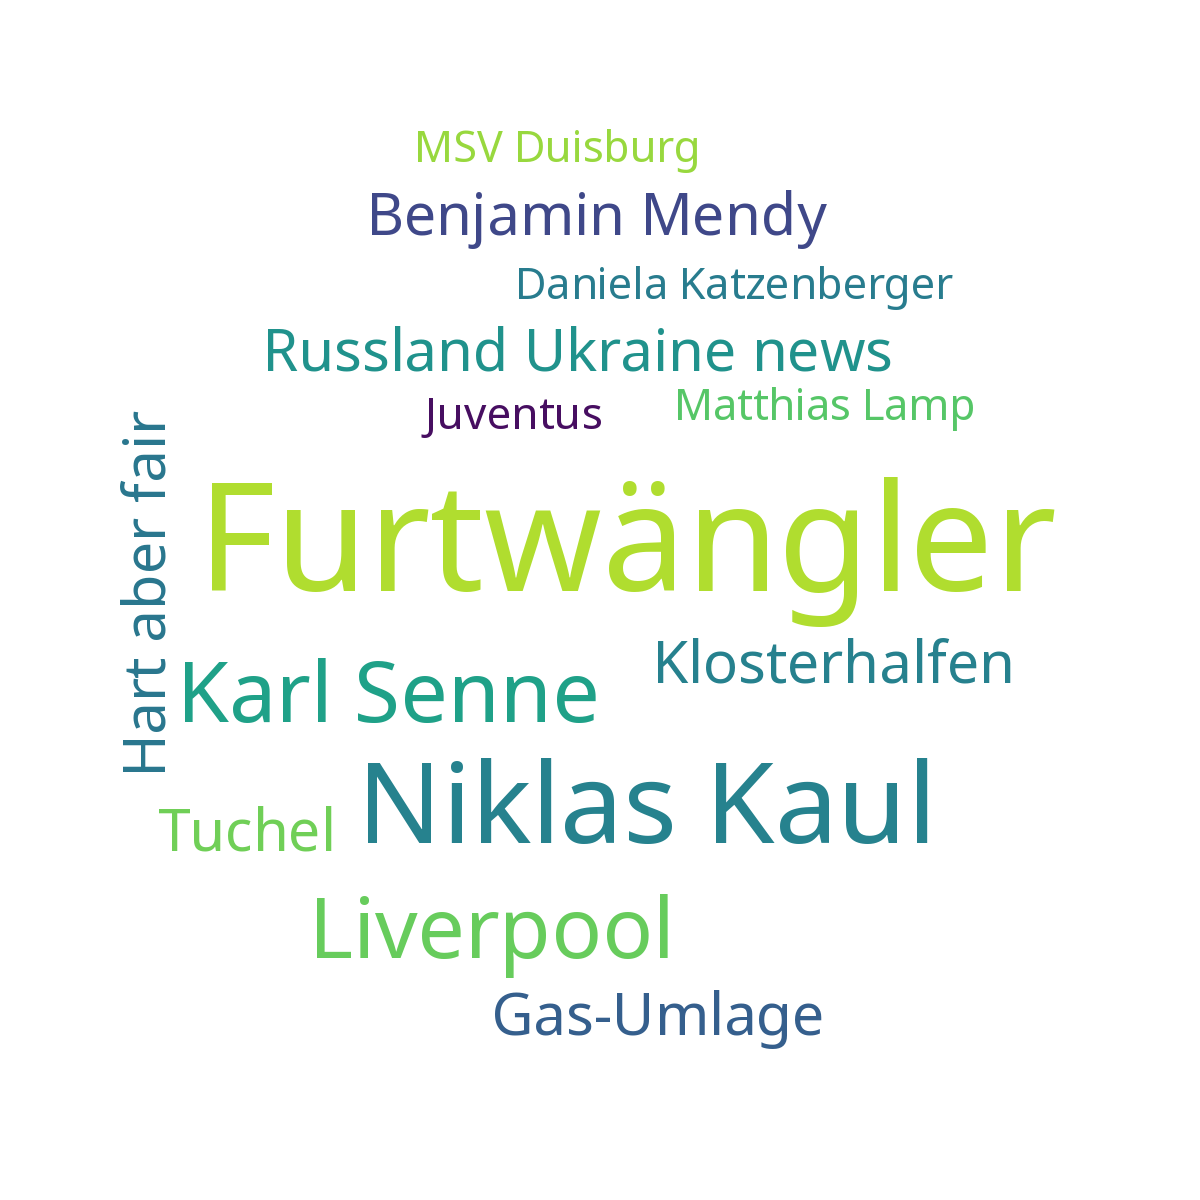 MSV Duisburg
Benjamin Mendy
Daniela Katzenberger
Russland Ukraine news
Juventus
Matthias Lamp
Hart aber fair
Furtwängler
Klosterhalfen
Karl Senne
Niklas Kaul
Tuchel
Liverpool
Gas-Umlage